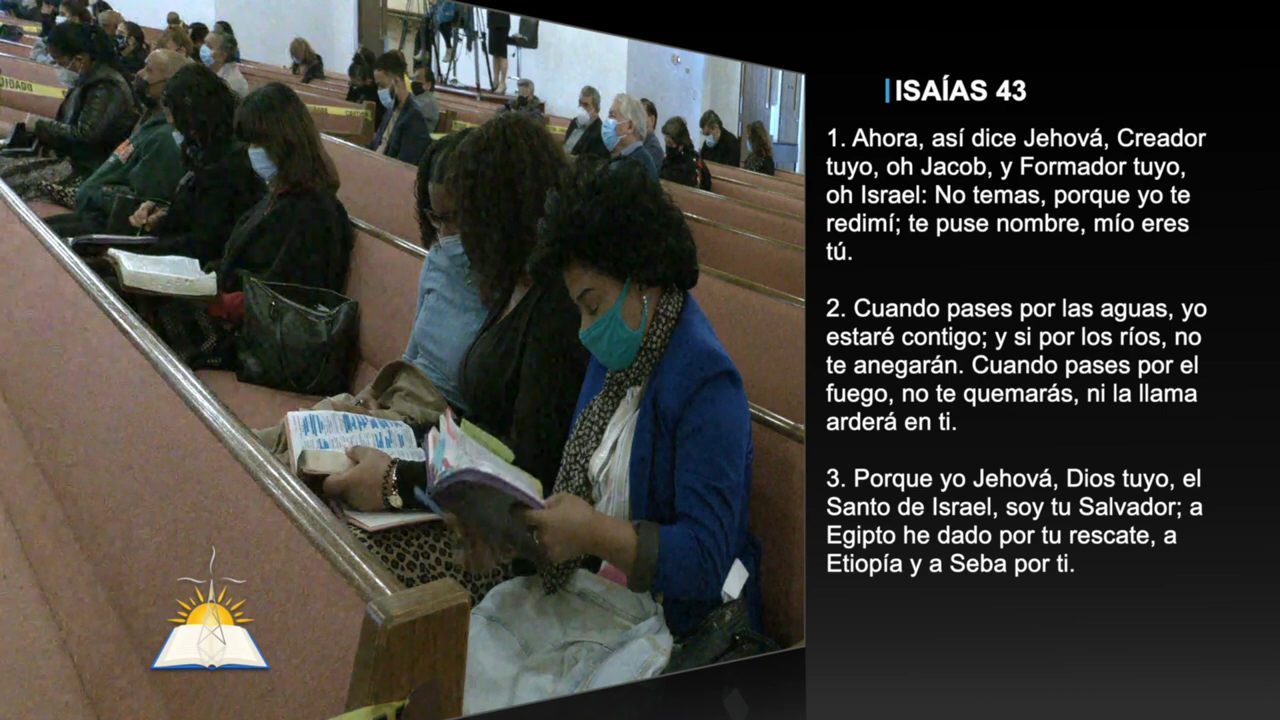 ISAÍAS 43
1. Ahora, así dice Jehová, Creador
tuyo, oh Jacob, y Formador tuyo,
oh Israel: No temas, porque yo te
redimí; te puse nombre, mío eres
tú.
2. Cuando pases por las aguas, yo
estaré contigo; y si por los ríos, no
te anegarán. Cuando pases por el
fuego, no te quemarás, ni la llama
arderá en ti.
3. Porque yo Jehová, Dios tuyo, el
Santo de Israel, soy tu Salvador; a
Egipto he dado por tu rescate, a
Etiopía y a Seba por ti.